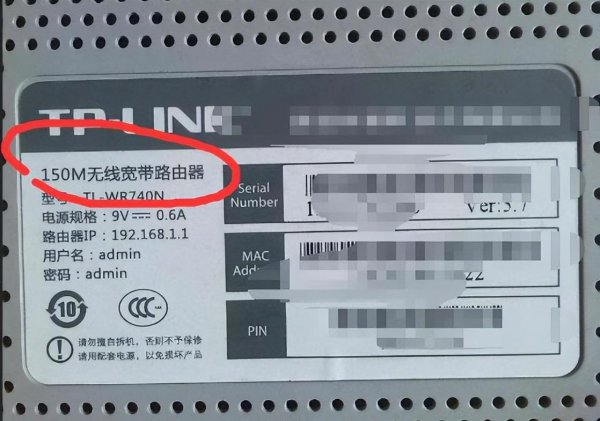 TP-LINK
150M无线宽带路由器
型号：TL-WR740N
电源规格：9V⎓0.6A
路由器IP：192.168.1.1
用户名：admin
密码：admin
10
CCC
请勿擅自拆机，否则不予保修
请用配套电源，以免损坏产品
Serial
Number
Ver:5.7
MAC
22
PIN